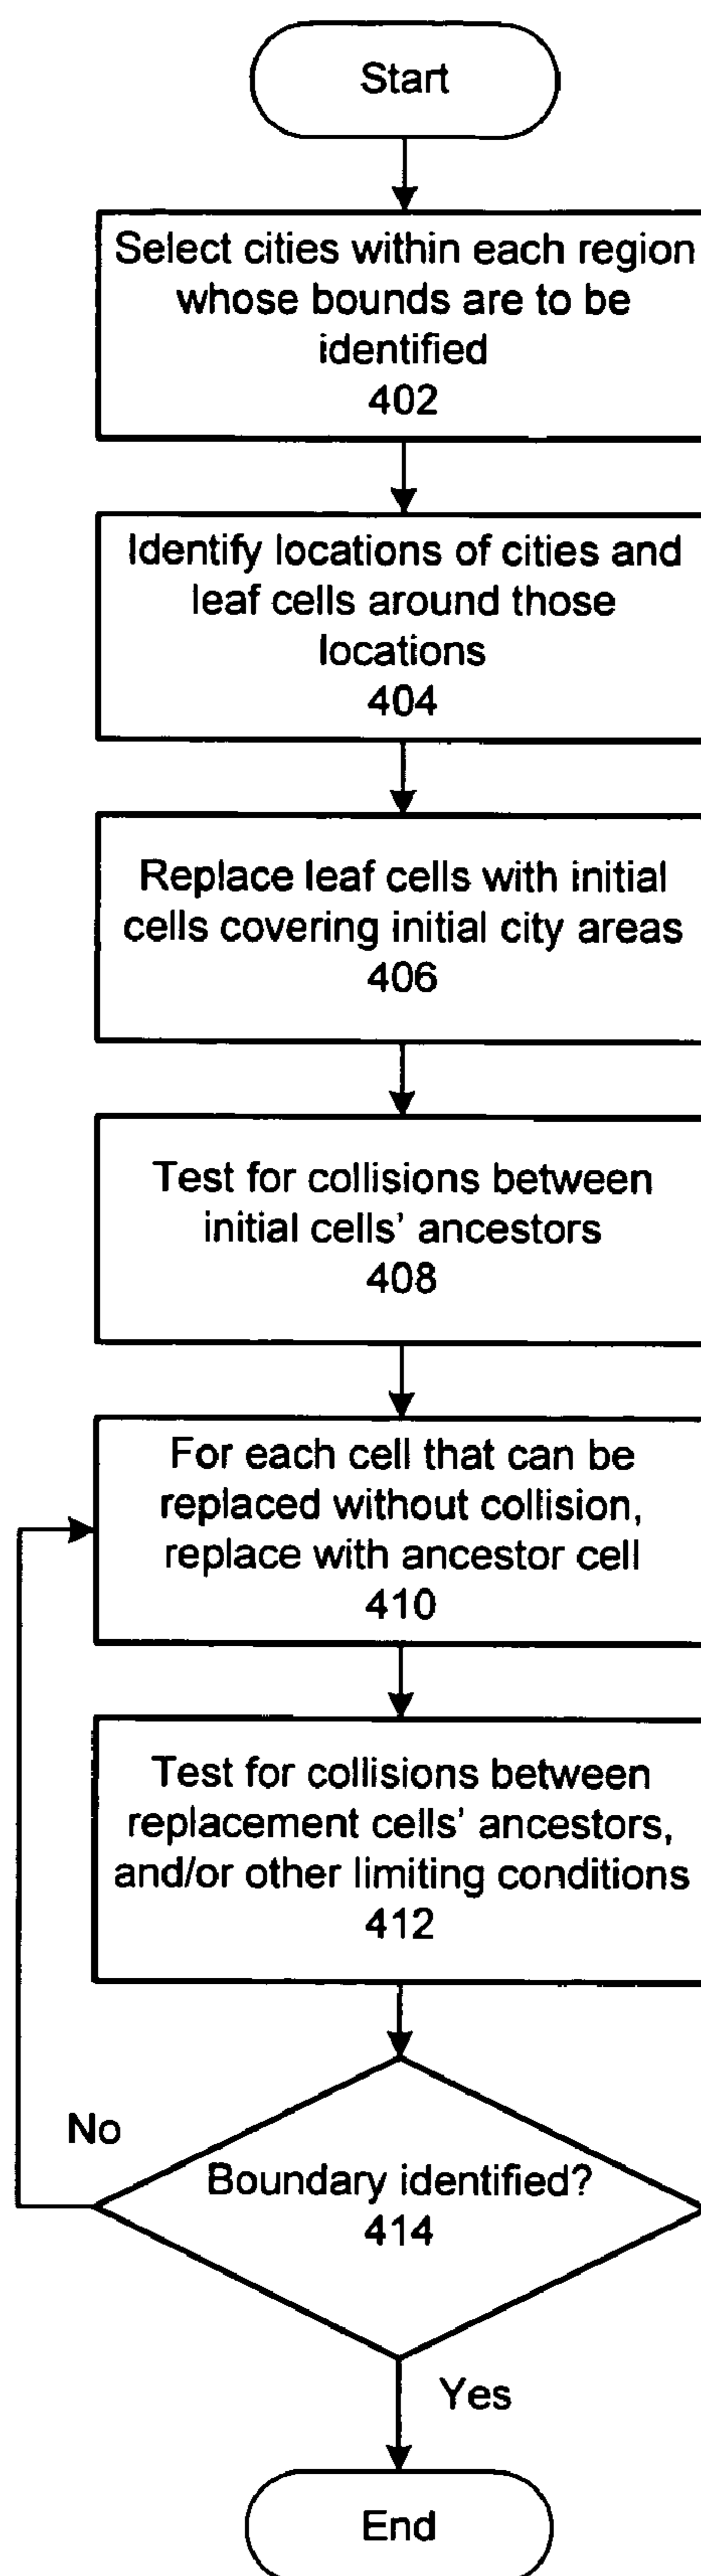 Start
Select cities within each region
whose bounds are to be
identified
402
Identify locations of cities and
leaf cells around those
locations
404
Replace leaf cells with initial
cells covering initial city areas
406
Test for collisions between
initial cells' ancestors
408
For each cell that can be
replaced without collision,
replace with ancestor cell
410
Test for collisions between
replacement cells' ancestors,
and/or other limiting conditions
412
No
Boundary identified?
414
Yes
End